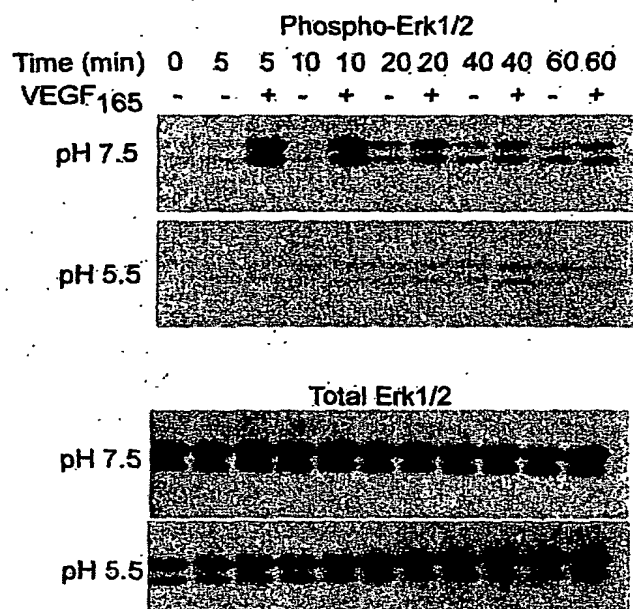 Phospho-Erk1/2
Time (min) 0 5 5 10 10 20 20 40 40 60 60
VEGF165 - - + - + - + - + - +
pH 7.5
pH 5.5
Total Erk1/2
pH 7.5
pH 5.5